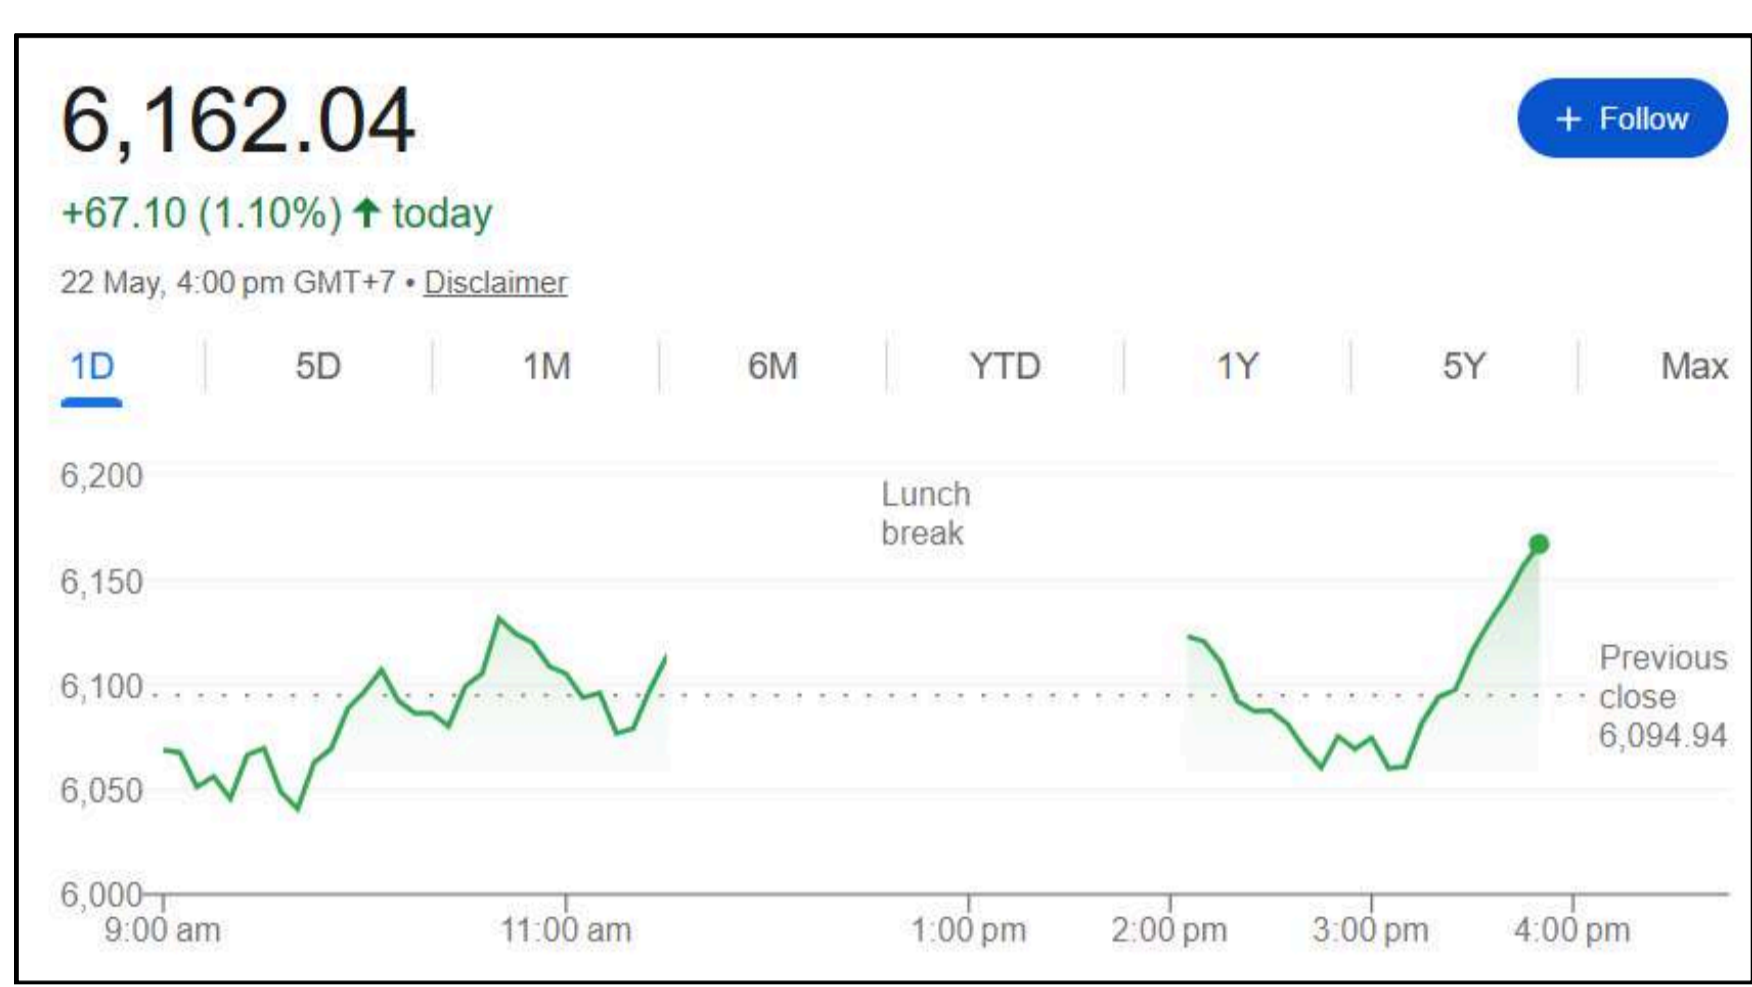 6,162.04
+ Follow
+67.10 (1.10%) ↑ today
22 May, 4:00 pm GMT+7 • Disclaimer
1D 5D 1M 6M YTD 1Y 5Y Max
6,200
Lunch
break
6,150
6,100
Previous
close
6,094.94
6,050
6,000
9:00 am 11:00 am 1:00 pm 2:00 pm 3:00 pm 4:00 pm